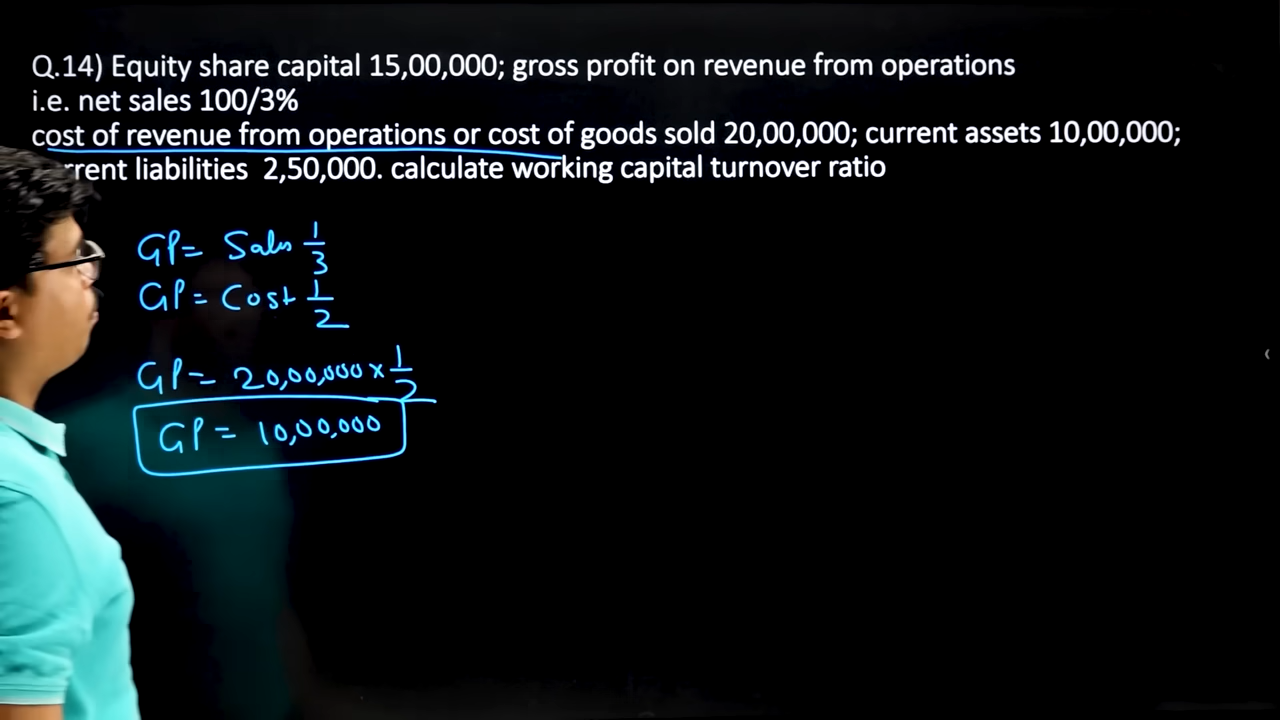 Q.14) Equity share capital 15,00,000; gross profit on revenue from operations
i.e. net sales 100/3%
cost of revenue from operations or cost of goods sold 20,00,000; current assets 10,00,000;
liabilities 2,50,000. calculate working capital turnover ratio
GP= Sales 1/3
GP= Cost 1/2
GP= 20,00,000 x 1/2
GP = 10,00,000